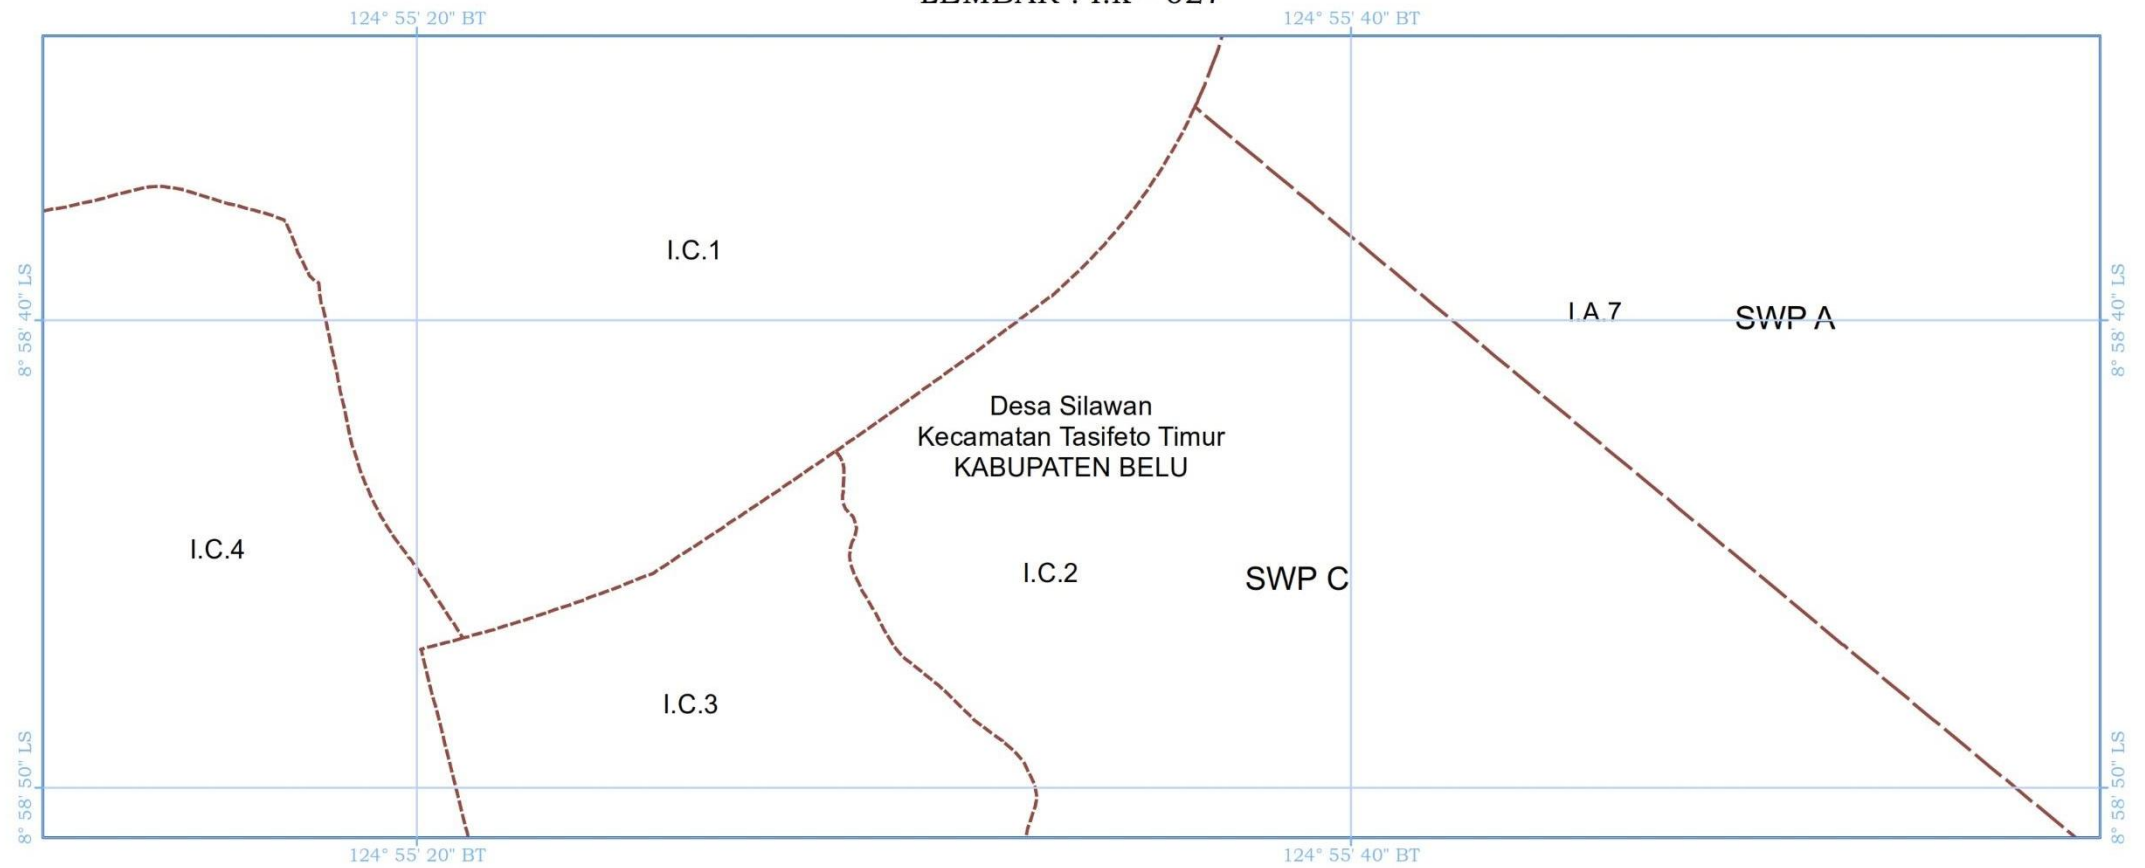 124° 55' 20" BT
124° 55' 40" BT
I.C.1
8° 58' 40" LS
I.A.7
SWP A
8° 58' 40" LS
Desa Silawan
Kecamatan Tasifeto Timur
KABUPATEN BELU
I.C.4
I.C.2
SWP C
I.C.3
8° 58' 50" LS
8° 58' 50" LS
124° 55' 20" BT
124° 55' 40" BT